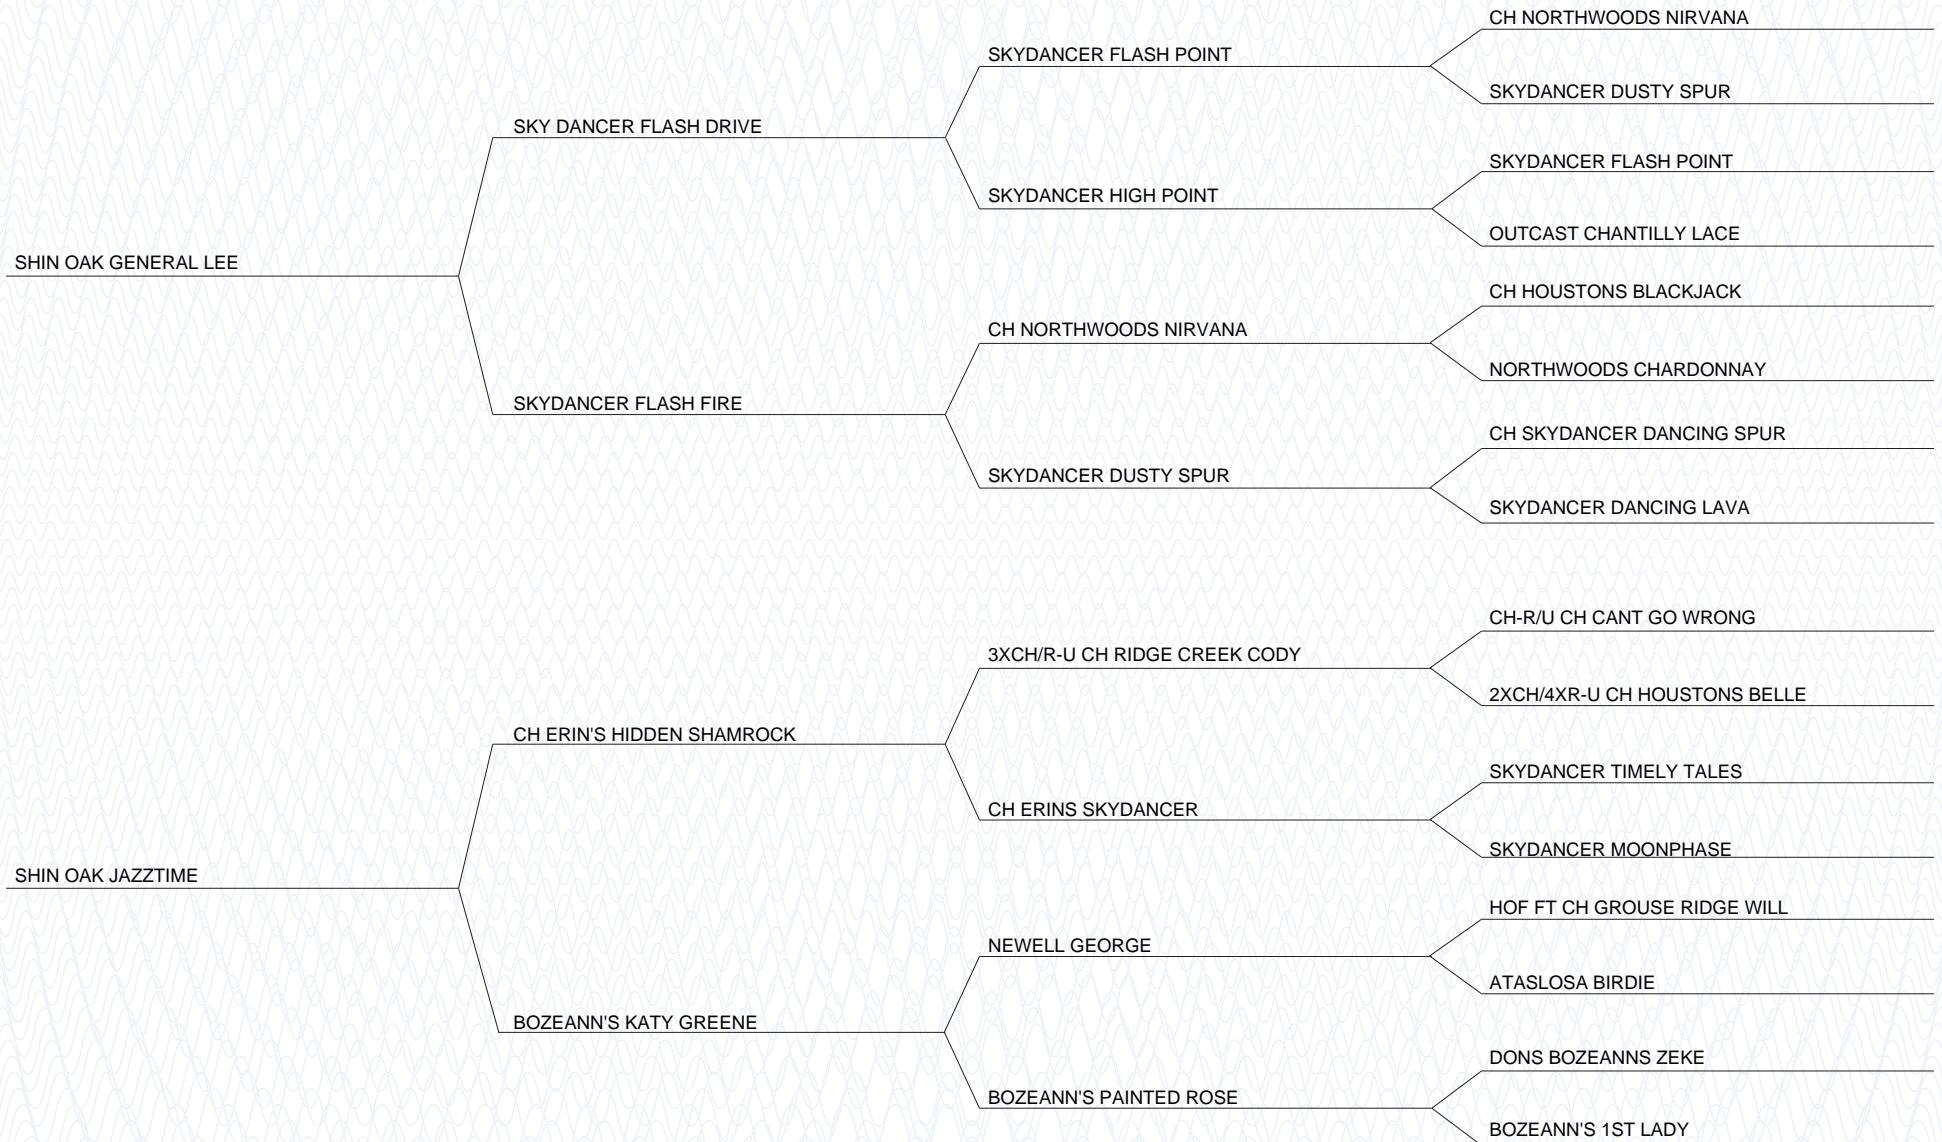 CH NORTHWOODS NIRVANA
SKYDANCER FLASH POINT
SKYDANCER DUSTY SPUR
SKY DANCER FLASH DRIVE
SKYDANCER FLASH POINT
SKYDANCER HIGH POINT
OUTCAST CHANTILLY LACE
SHIN OAK GENERAL LEE
CH HOUSTONS BLACKJACK
CH NORTHWOODS NIRVANA
NORTHWOODS CHARDONNAY
SKYDANCER FLASH FIRE
CH SKYDANCER DANCING SPUR
SKYDANCER DUSTY SPUR
SKYDANCER DANCING LAVA
CH-R/U CH CANT GO WRONG
3XCH/R-U CH RIDGE CREEK CODY
2XCH/4XR-U CH HOUSTONS BELLE
CH ERIN'S HIDDEN SHAMROCK
SKYDANCER TIMELY TALES
CH ERINS SKYDANCER
SKYDANCER MOONPHASE
SHIN OAK JAZZTIME
HOF FT CH GROUSE RIDGE WILL
NEWELL GEORGE
ATASLOSA BIRDIE
BOZEANN'S KATY GREENE
DONS BOZEANNS ZEKE
BOZEANN'S PAINTED ROSE
BOZEANN'S 1ST LADY